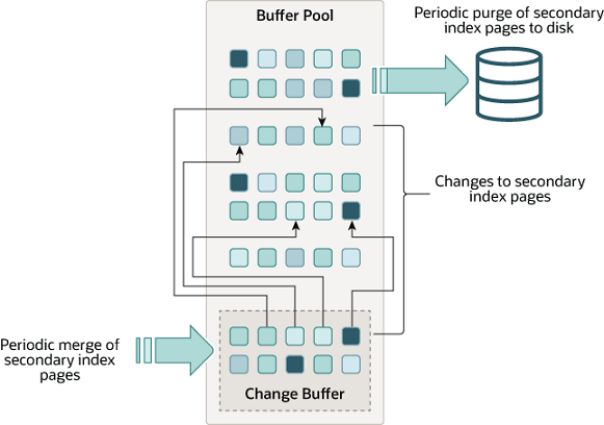 Buffer Pool
Periodic purge of secondary
index pages to disk
Changes to secondary
index pages
Periodic merge of
secondary index
pages
Change Buffer